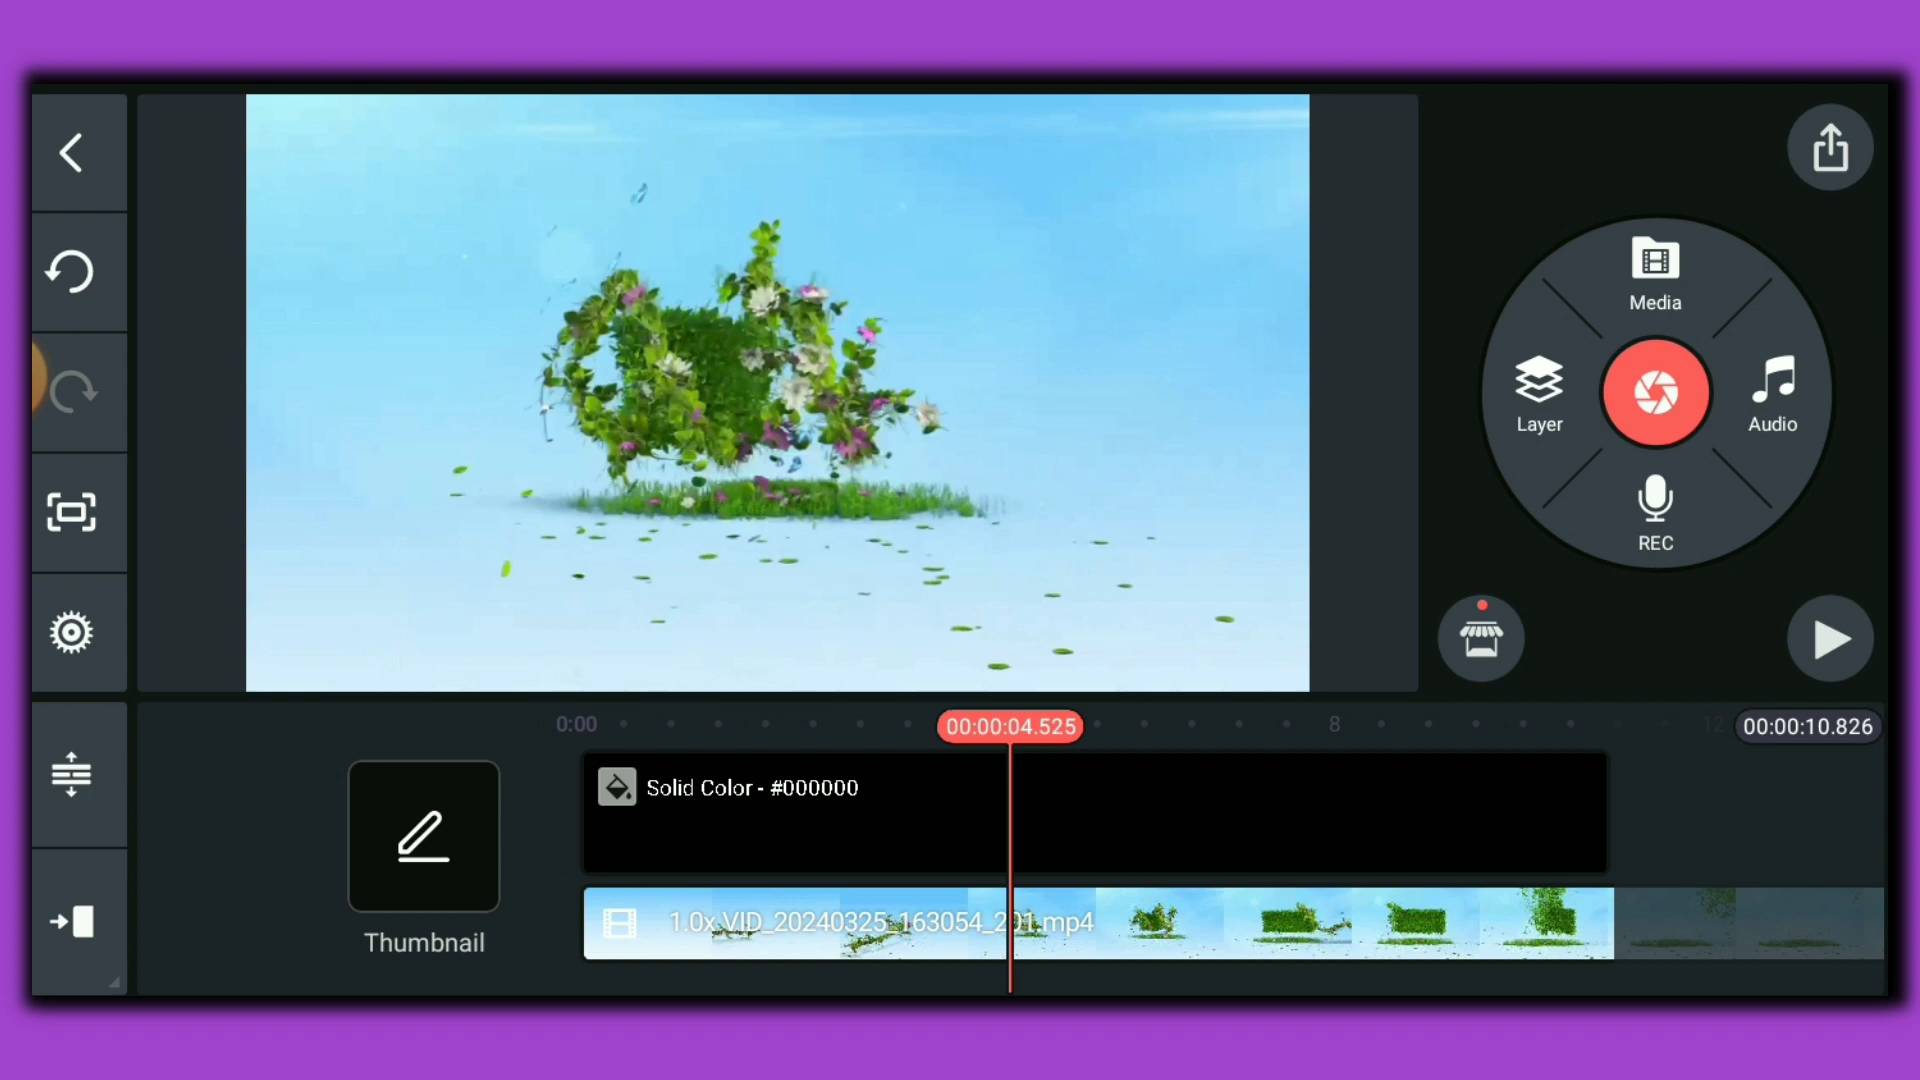 Media
Layer
Audio
REC
0:00
00:00:04.525
8
12
00:00:10.826
Solid Color - #000000
1.0x VID_20240325_163054_201.mp4
Thumbnail